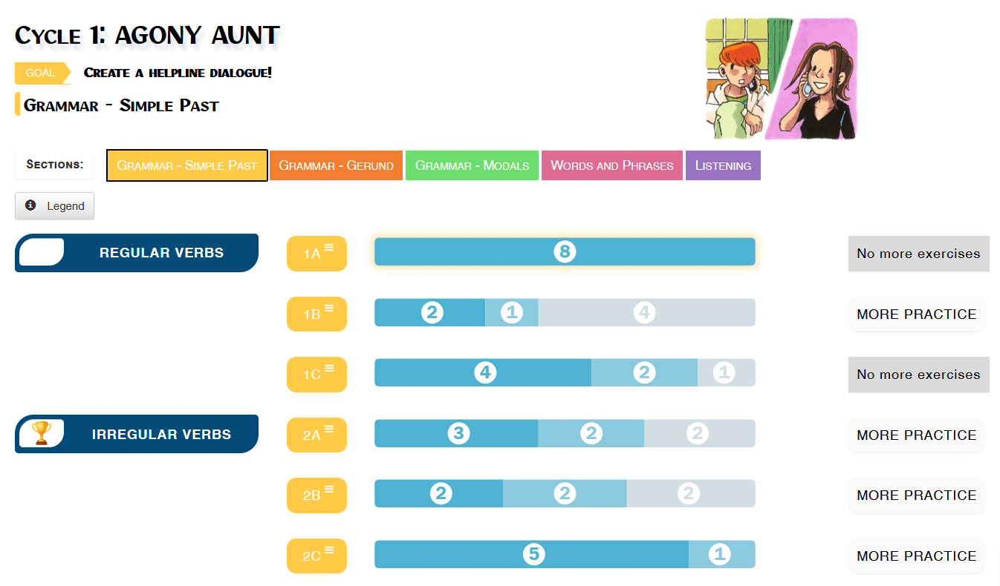 Cycle 1: AGONY AUNT
GOAL Create a helpline dialogue!
Grammar - Simple Past
Sections: Grammar - Simple Past Grammar - Gerund Grammar - Modals Words and Phrases Listening
Legend
REGULAR VERBS 1A 8 No more exercises
1B 2 1 4 MORE PRACTICE
1C 4 2 1 No more exercises
IRREGULAR VERBS 2A 3 2 2 MORE PRACTICE
2B 2 2 2 MORE PRACTICE
2C 5 1 MORE PRACTICE